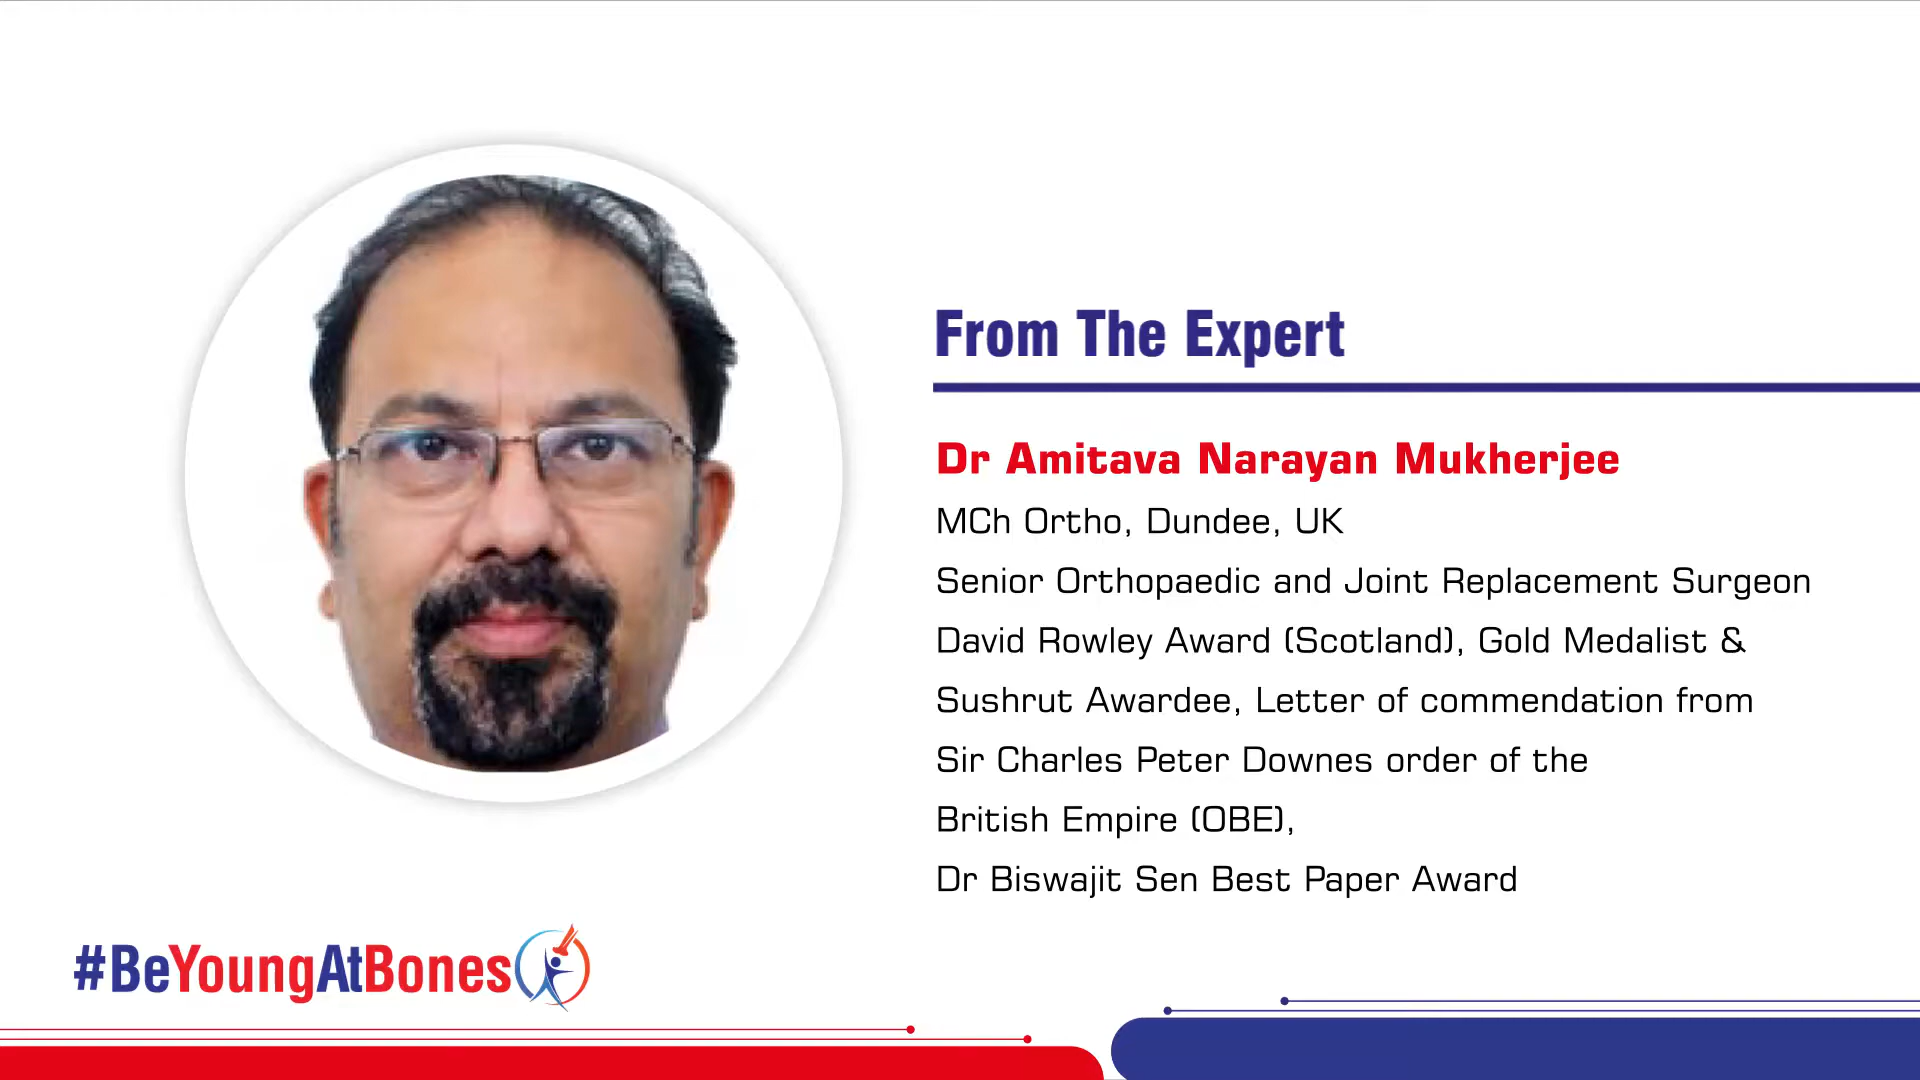 From The Expert
Dr Amitava Narayan Mukherjee
MCh Ortho, Dundee, UK
Senior Orthopaedic and Joint Replacement Surgeon
David Rowley Award (Scotland), Gold Medalist &
Sushrut Awardee, Letter of commendation from
Sir Charles Peter Downes order of the
British Empire (OBE),
Dr Biswajit Sen Best Paper Award
#BeYoungAtBones